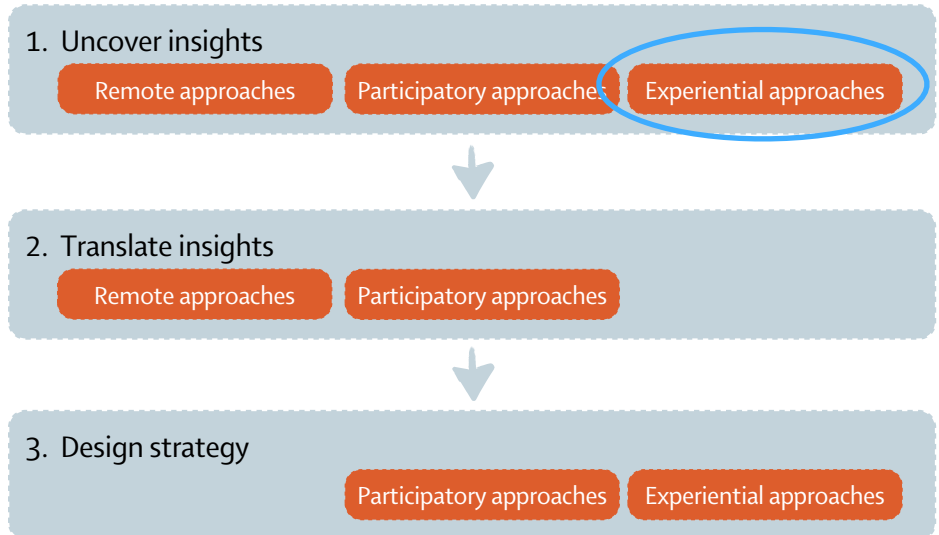 1. Uncover insights
Remote approaches
Participatory approaches
Experiential approaches
2. Translate insights
Remote approaches
Participatory approaches
3. Design strategy
Participatory approaches
Experiential approaches